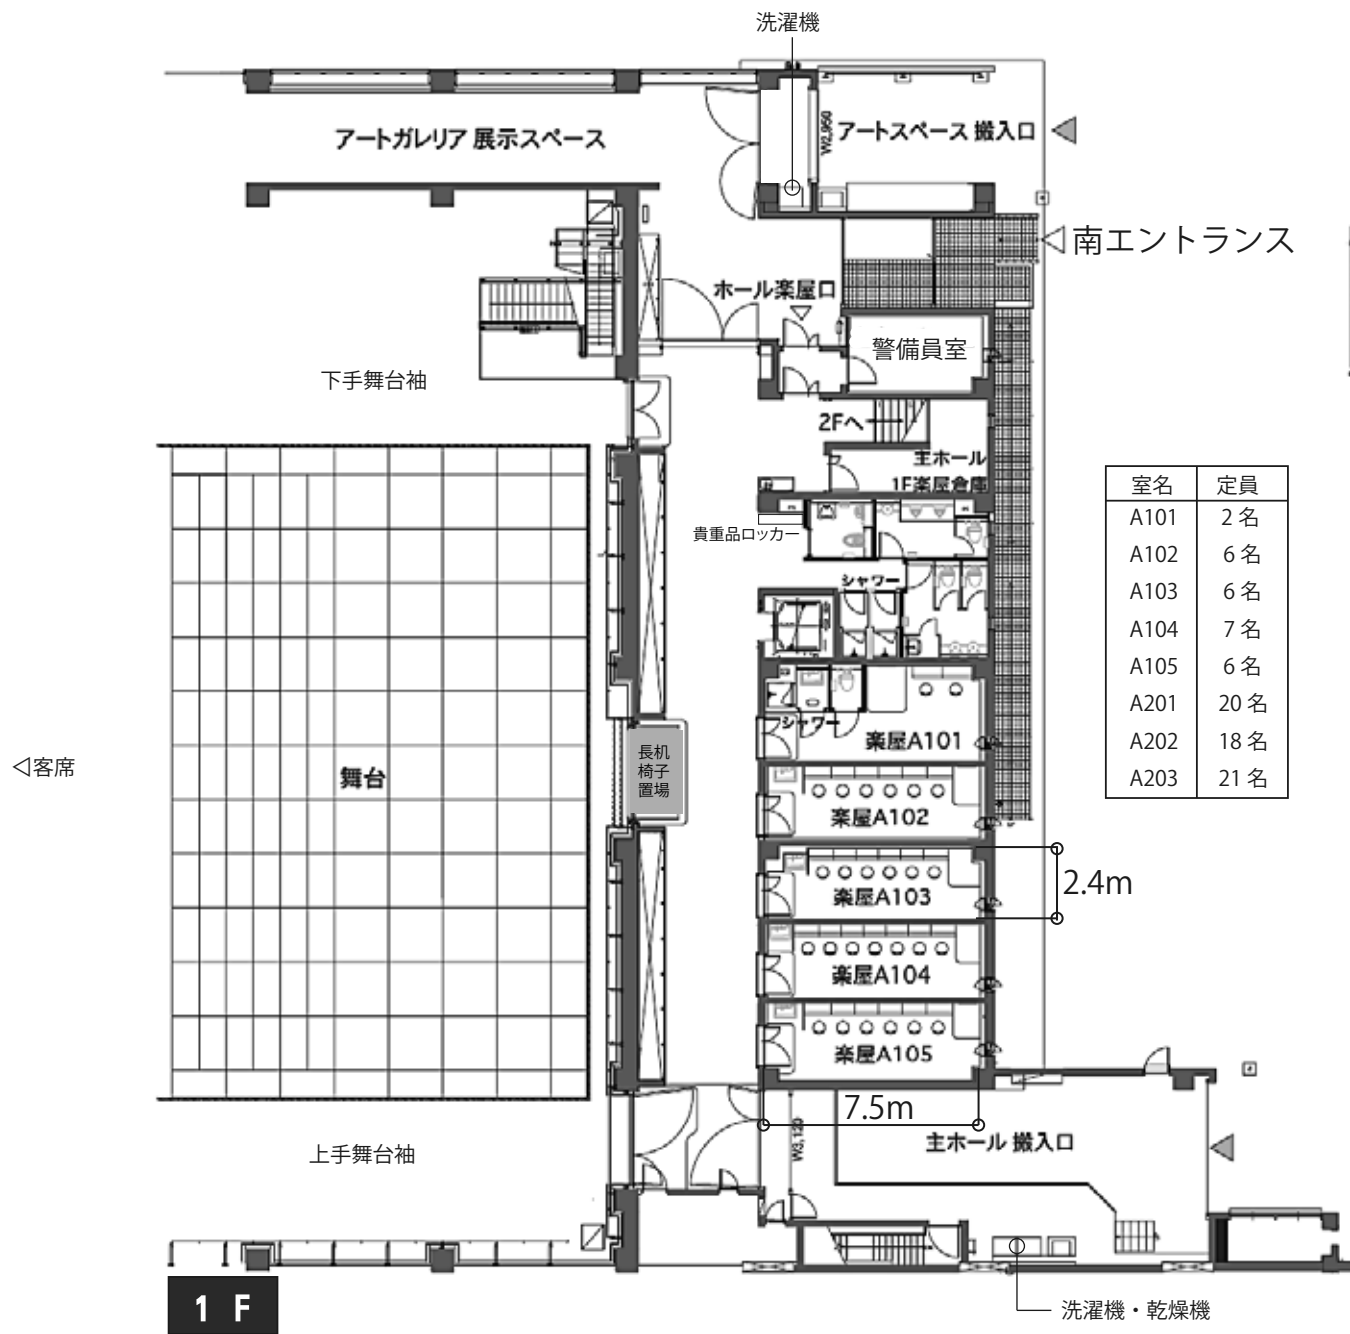 洗濯機
アートガレリア 展示スペース
W2,950
アートスペース 搬入口
南エントランス
ホール楽屋口
警備員室
下手舞台袖
2Fへ
主ホール
1F楽屋倉庫
貴重品ロッカー
シャワー
室名 定員
A101 2名
A102 6名
A103 6名
A104 7名
A105 6名
A201 20名
A202 18名
A203 21名
シャワー
楽屋A101
長机
椅子
置場
客席
舞台
楽屋A102
楽屋A103
2.4m
楽屋A104
楽屋A105
7.5m
W3,120
主ホール 搬入口
上手舞台袖
1 F
洗濯機・乾燥機